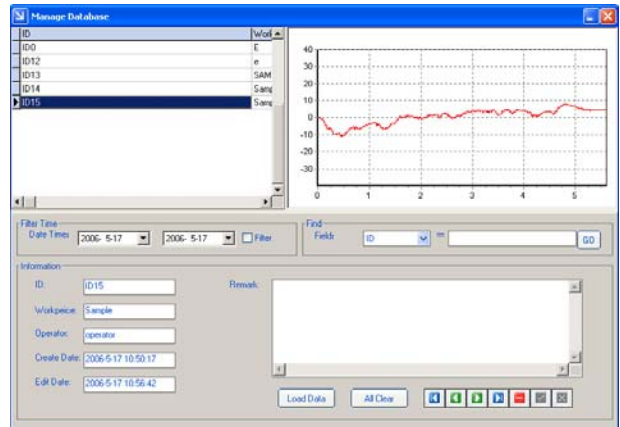 Manage Database
ID Work
ID0 E
ID12 e
ID13 SAM
ID14 Samp
ID15 Samp
40
30
20
10
0
-10
-20
-30
0 1 2 3 4 5
Filter Time
Date Time: 2006- 5-17 2006- 5-17 Filter
Find
Field: ID == GO
Information
ID: ID15 Remark:
Workpeice: Sample
Operator: operator
Create Date: 2006-5-17 10:50:17
Edit Date: 2006-5-17 10:56:42
Load Data All Clear